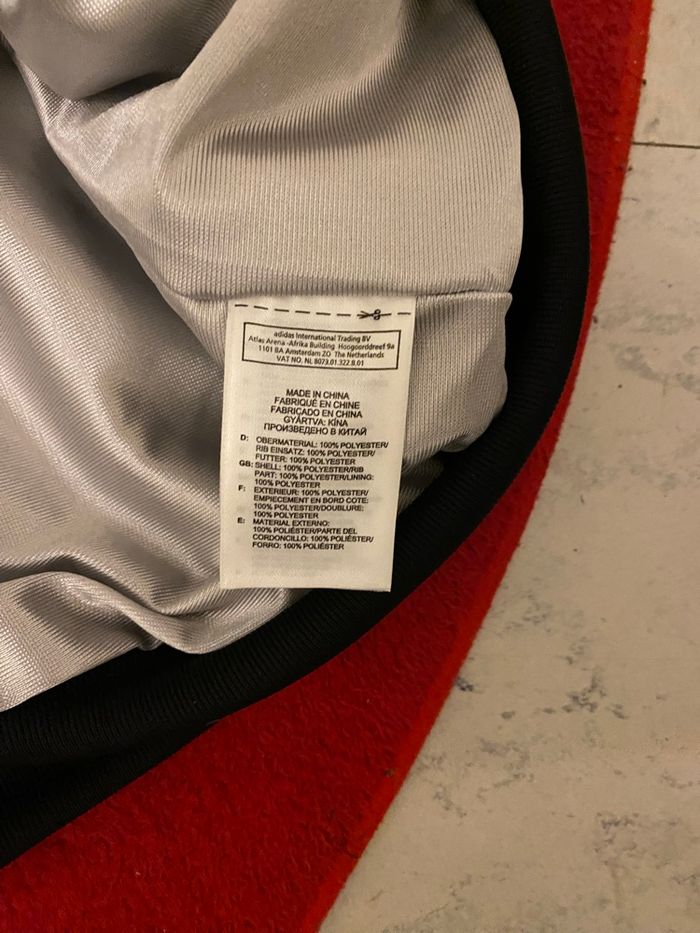 adidas International Trading BV
Atlas Arena -Afrika Building Hoogoorddreef 9a
1101 BA Amsterdam ZO The Netherlands
VAT NO. NL 8073.01.322.B.01
MADE IN CHINA
FABRIQUÉ EN CHINE
FABRICADO EN CHINA
GYÁRTVA: KÍNA
ПРОИЗВЕДЕНО В КИТАЙ
D: OBERMATERIAL: 100% POLYESTER/
RIB EINSATZ: 100% POLYESTER/
FUTTER: 100% POLYESTER
GB: SHELL: 100% POLYESTER/RIB
PART: 100% POLYESTER/LINING:
100% POLYESTER
F: EXTERIEUR: 100% POLYESTER/
EMPIECEMENT EN BORD COTE:
100% POLYESTER/DOUBLURE:
100% POLYESTER
E: MATERIAL EXTERNO:
100% POLIÉSTER/PARTE DEL
CORDONCILLO: 100% POLIÉSTER/
FORRO: 100% POLIÉSTER